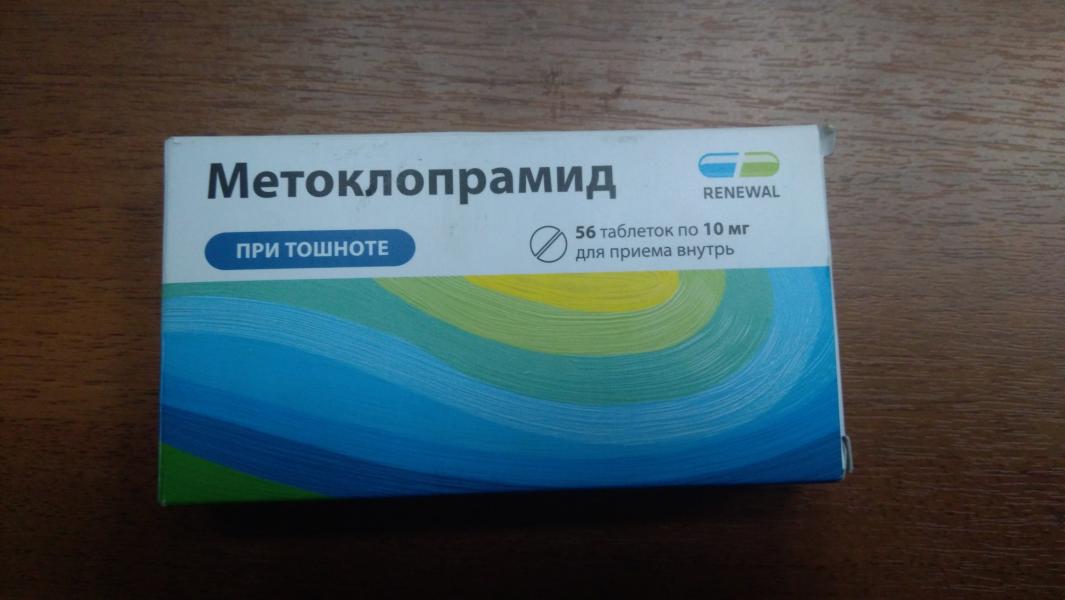 Метоклопрамид
RENEWAL
ПРИ ТОШНОТЕ
56 таблеток по 10 мг
для приема внутрь